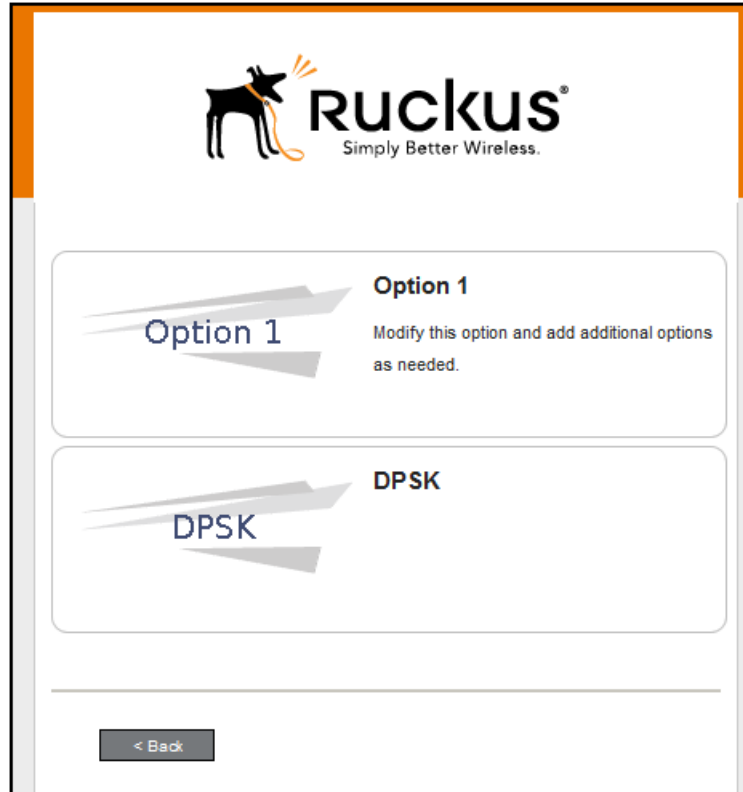 Ruckus®
Simply Better Wireless.
Option 1
Option 1
Modify this option and add additional options
as needed.
DPSK
DPSK
< Back